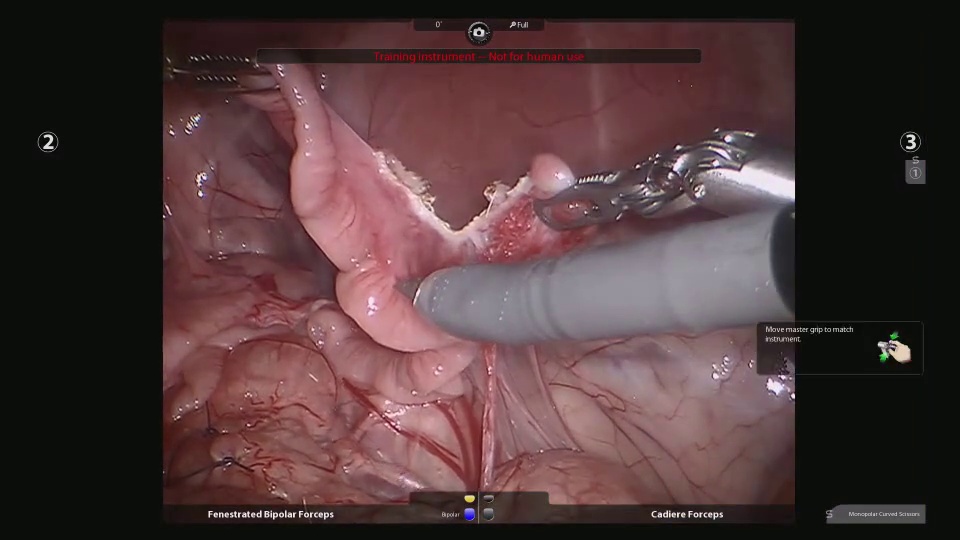 0°
Full
Training instrument -- Not for human use
2
3
S
1
Move master grip to match
instrument.
Fenestrated Bipolar Forceps
Bipolar
Cadiere Forceps
S
Monopolar Curved Scissors